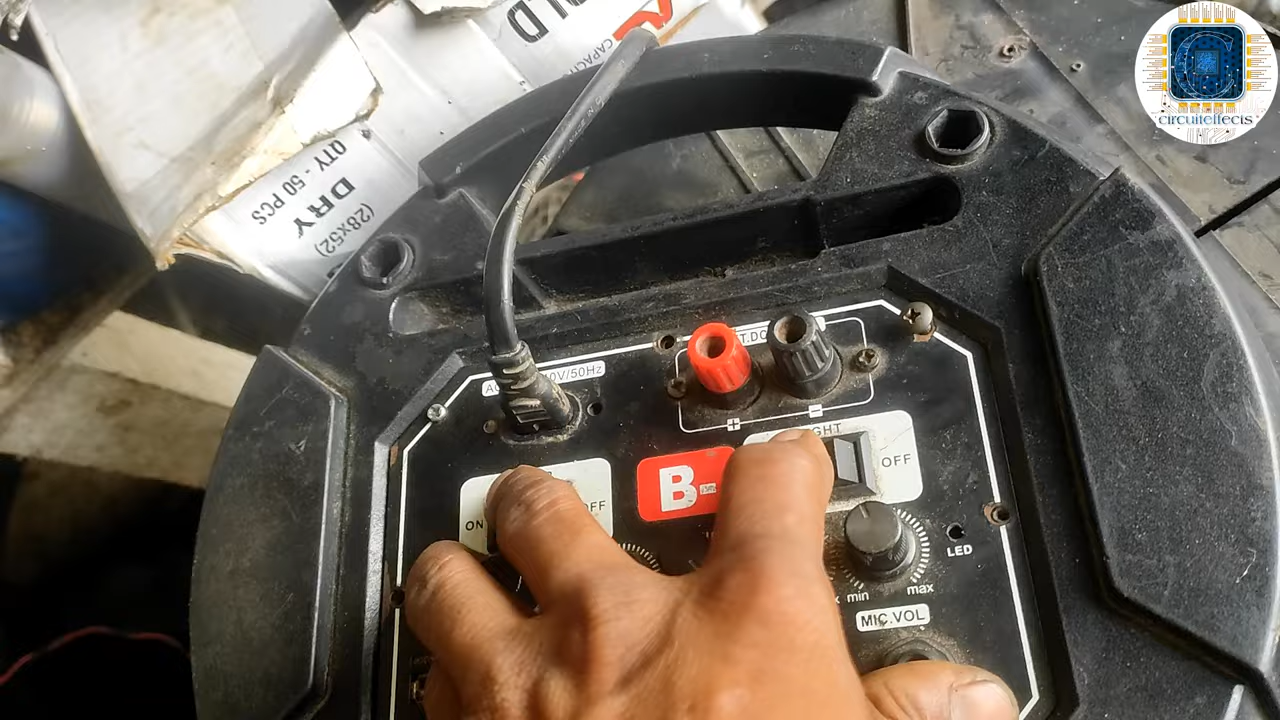 LD
CAPACI
QTY - 50 PCS
DRY
(28x52)
circuiteffects
0V/50Hz
T.DC
+
−
GHT
OFF
ON
OFF
B-
LED
min
max
MIC.VOL